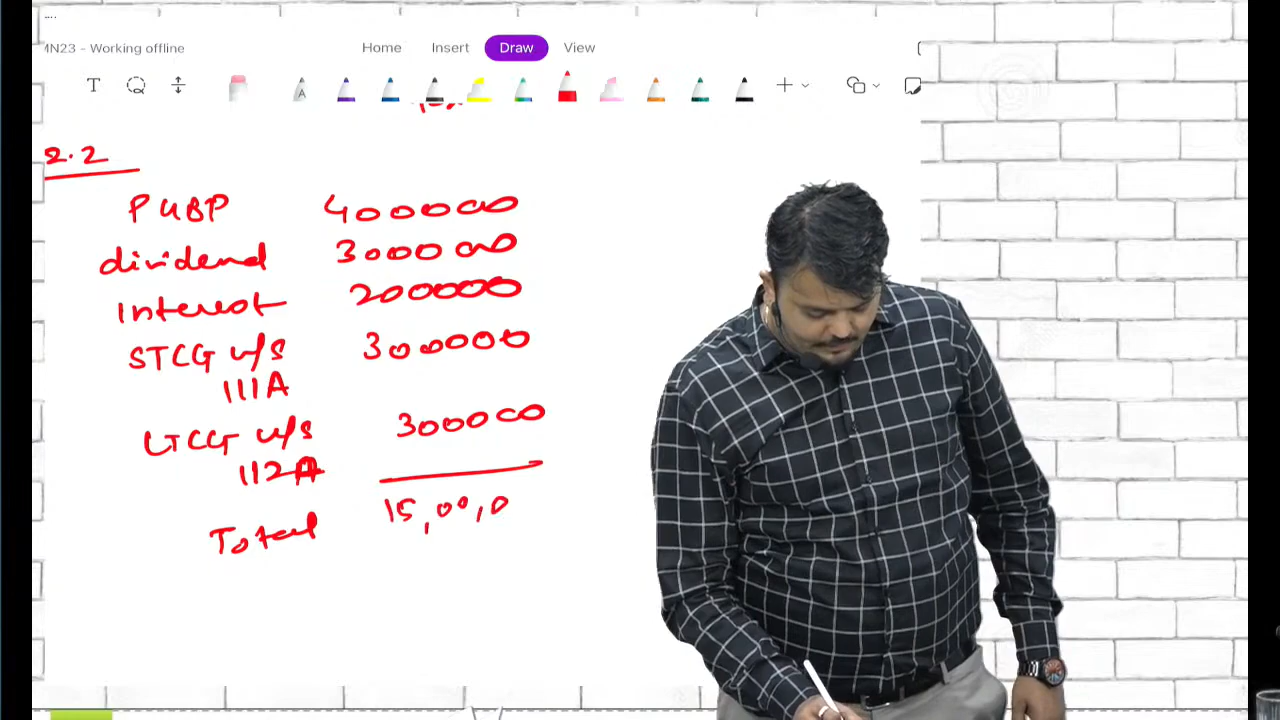 MN23 - Working offline
Home Insert Draw View
T A
2.2
PGBP 400000
dividend 300000
Interest 200000
STCG u/s 300000
111A
LTCG u/s 300000
112A
Total 15,00,0